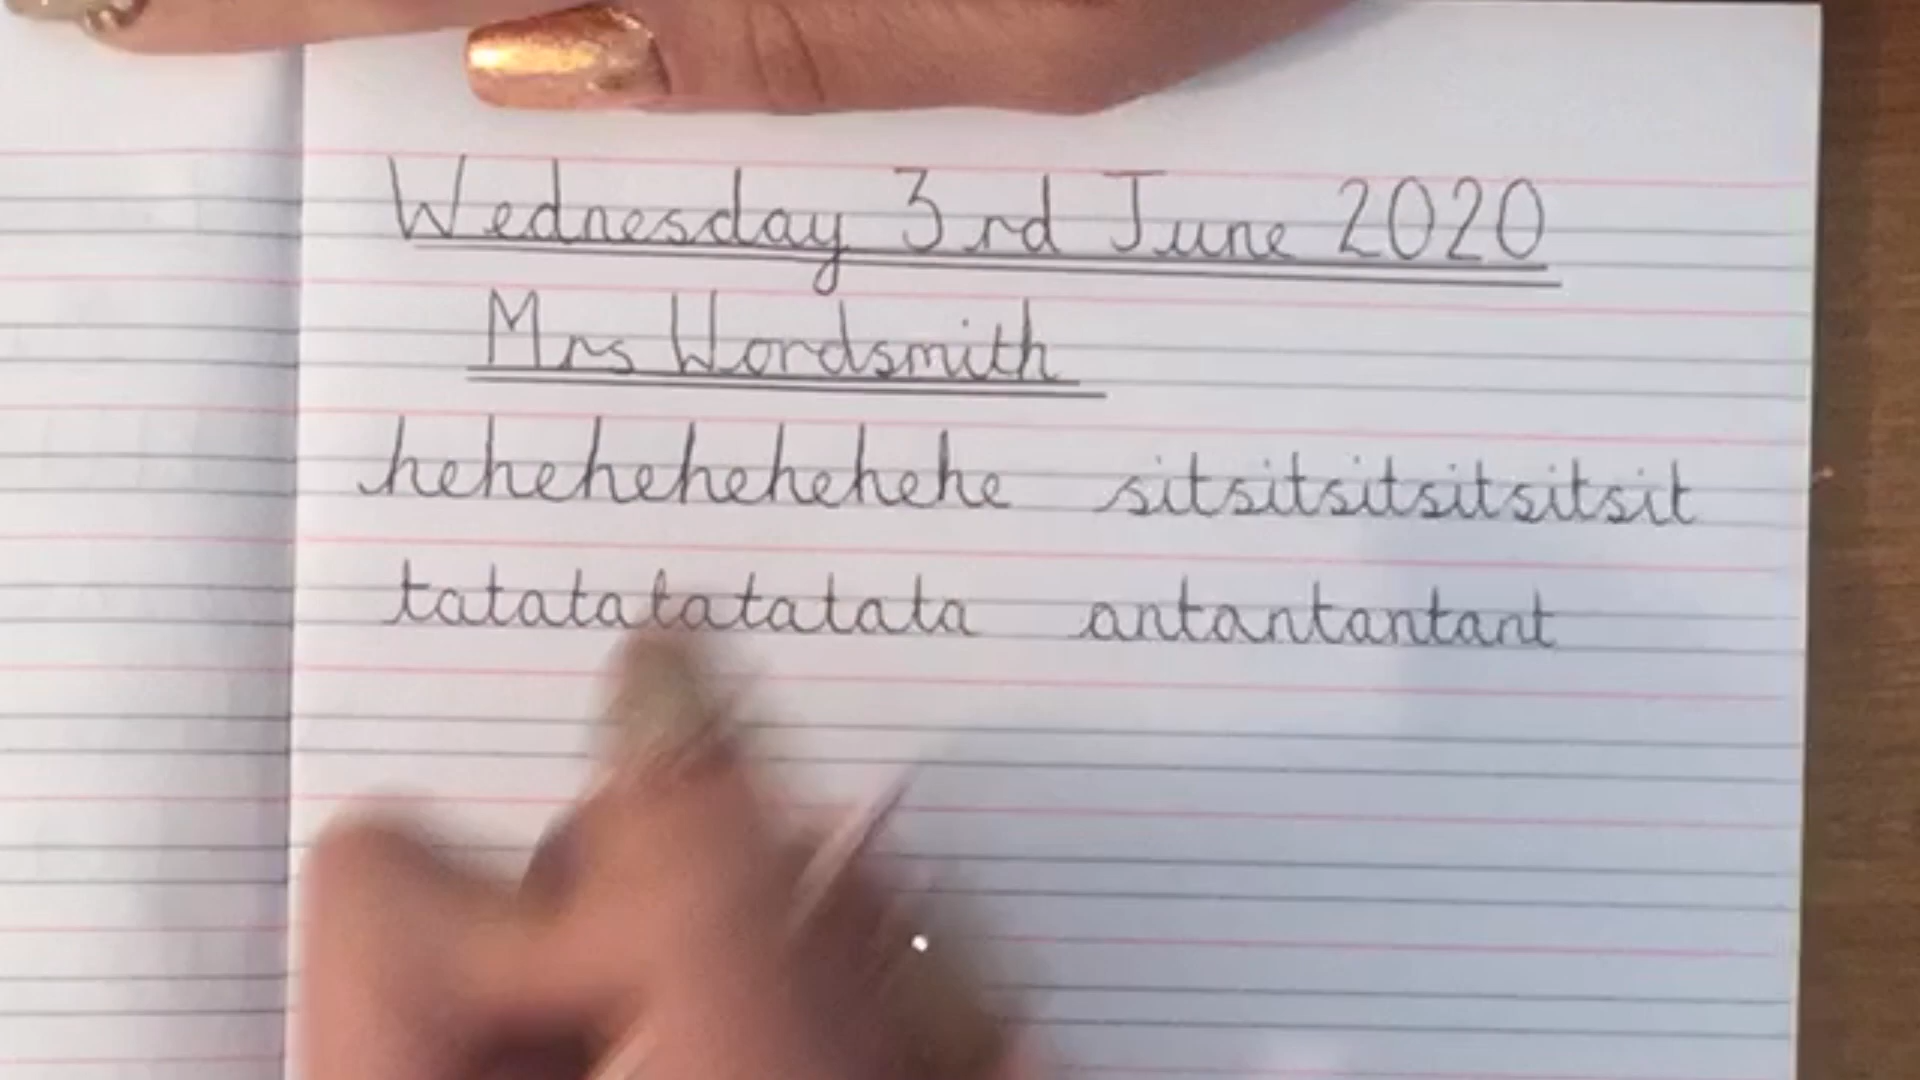 Wednesday 3rd June 2020
Mrs Wordsmith
hehehehehehehe sitsitsitsitsitsit
tatatatatatata antantantant